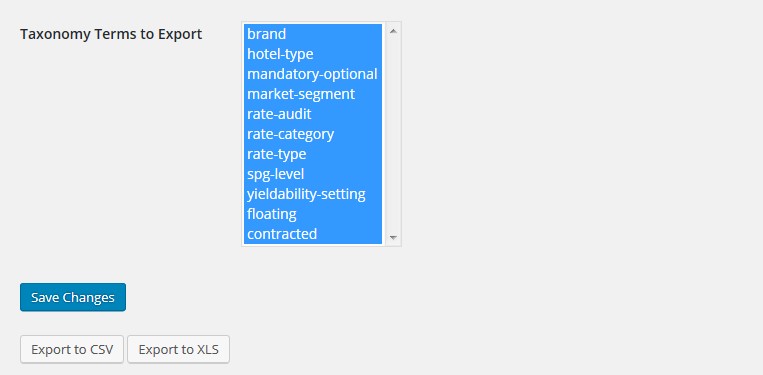 Taxonomy Terms to Export
brand
hotel-type
mandatory-optional
market-segment
rate-audit
rate-category
rate-type
spg-level
yieldability-setting
floating
contracted
Save Changes
Export to CSV Export to XLS